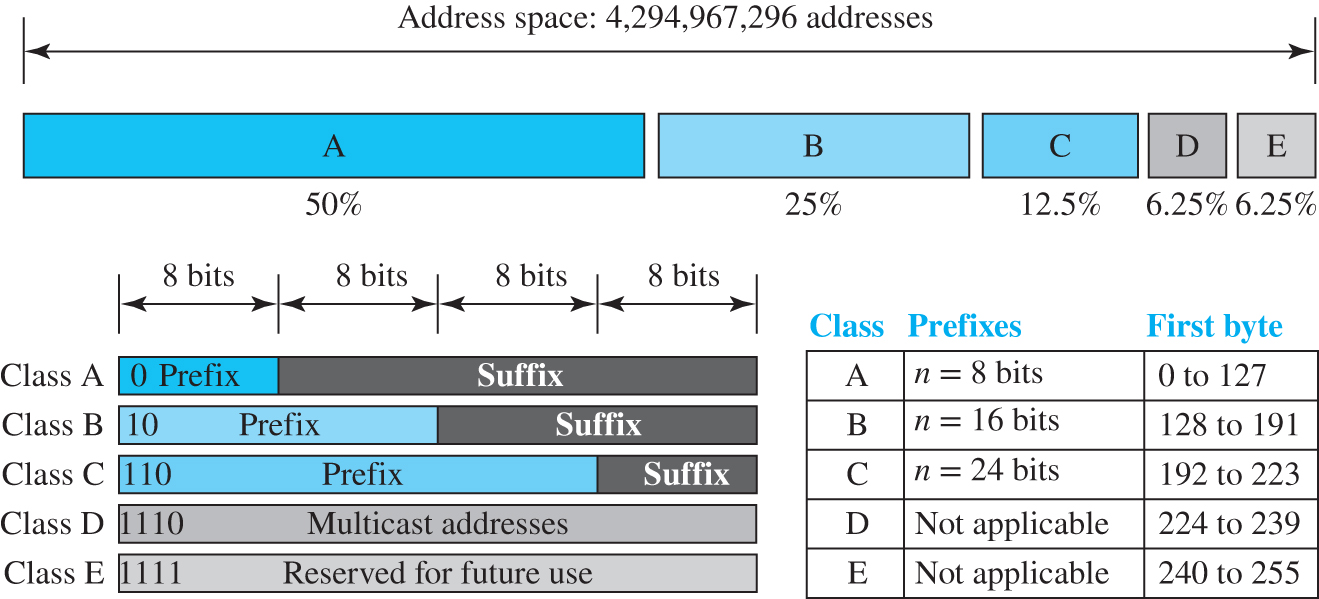 Address space: 4,294,967,296 addresses
A B C D E
50% 25% 12.5% 6.25% 6.25%
8 bits 8 bits 8 bits 8 bits
Class A 0 Prefix Suffix
Class B 10 Prefix Suffix
Class C 110 Prefix Suffix
Class D 1110 Multicast addresses
Class E 1111 Reserved for future use
Class Prefixes First byte
A n = 8 bits 0 to 127
B n = 16 bits 128 to 191
C n = 24 bits 192 to 223
D Not applicable 224 to 239
E Not applicable 240 to 255